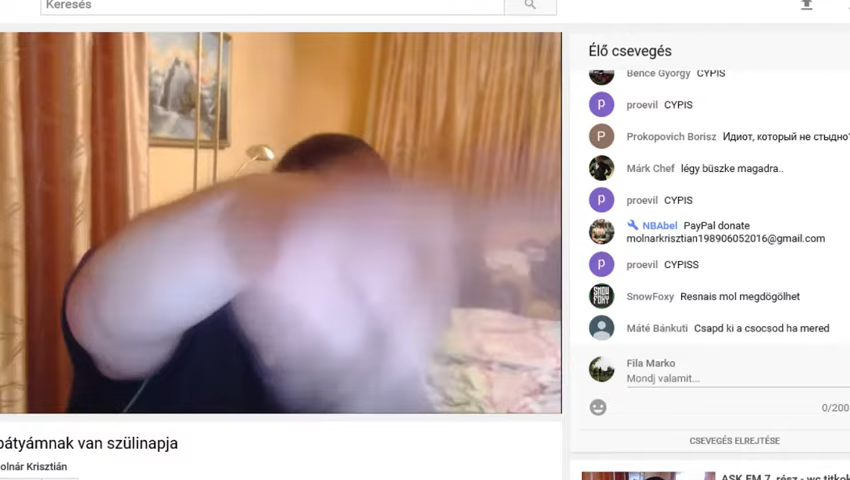 Keresés
Élő csevegés
Bence György CYPIS
proevil CYPIS
Prokopovich Borisz Идиот, который не стыдно?
Márk Chef légy büszke magadra..
proevil CYPIS
NBAbel PayPal donate
molnarkrisztian198906052016@gmail.com
proevil CYPISS
SnowFoxy Resnais mol megdögölhet
Máté Bánkuti Csapd ki a csocsod ha mered
Fila Marko
Mondj valamit...
0/200
CSEVEGÉS ELREJTÉSE
bátyámnak van szülinapja
olnár Krisztián
ASK.FM 7. rész - wc titkok